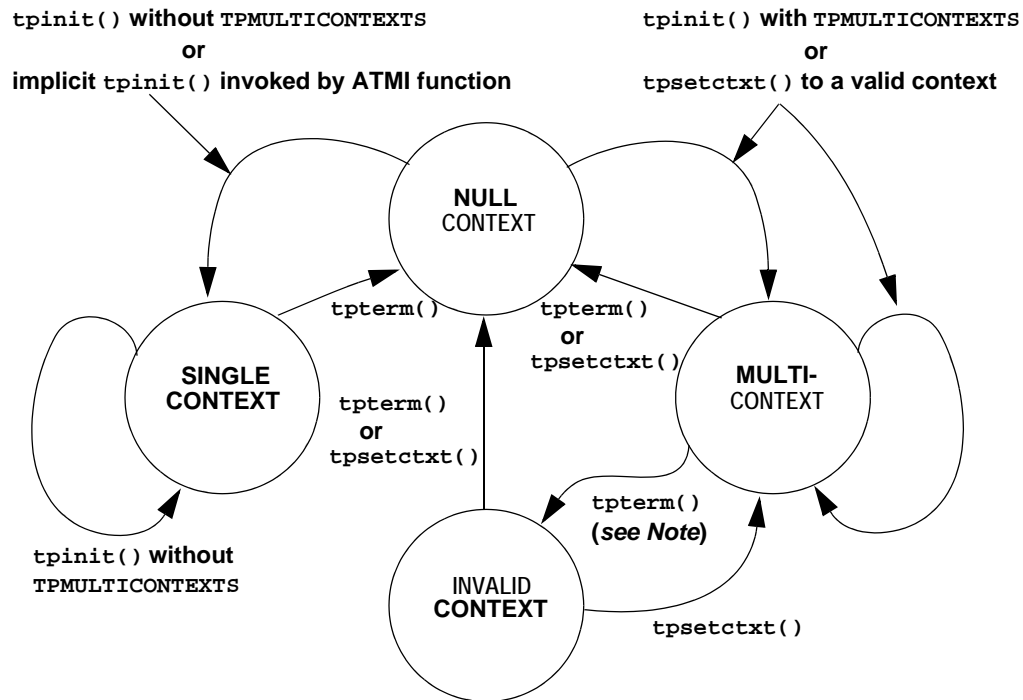 tpinit() without TPMULTICONTEXTS
or
implicit tpinit() invoked by ATMI function
tpinit() with TPMULTICONTEXTS
or
tpsetctxt() to a valid context
NULL
CONTEXT
tpterm()
tpterm()
or
tpsetctxt()
SINGLE
CONTEXT
MULTI-
CONTEXT
tpterm()
or
tpsetctxt()
tpterm()
(see Note)
tpinit() without
TPMULTICONTEXTS
INVALID
CONTEXT
tpsetctxt()